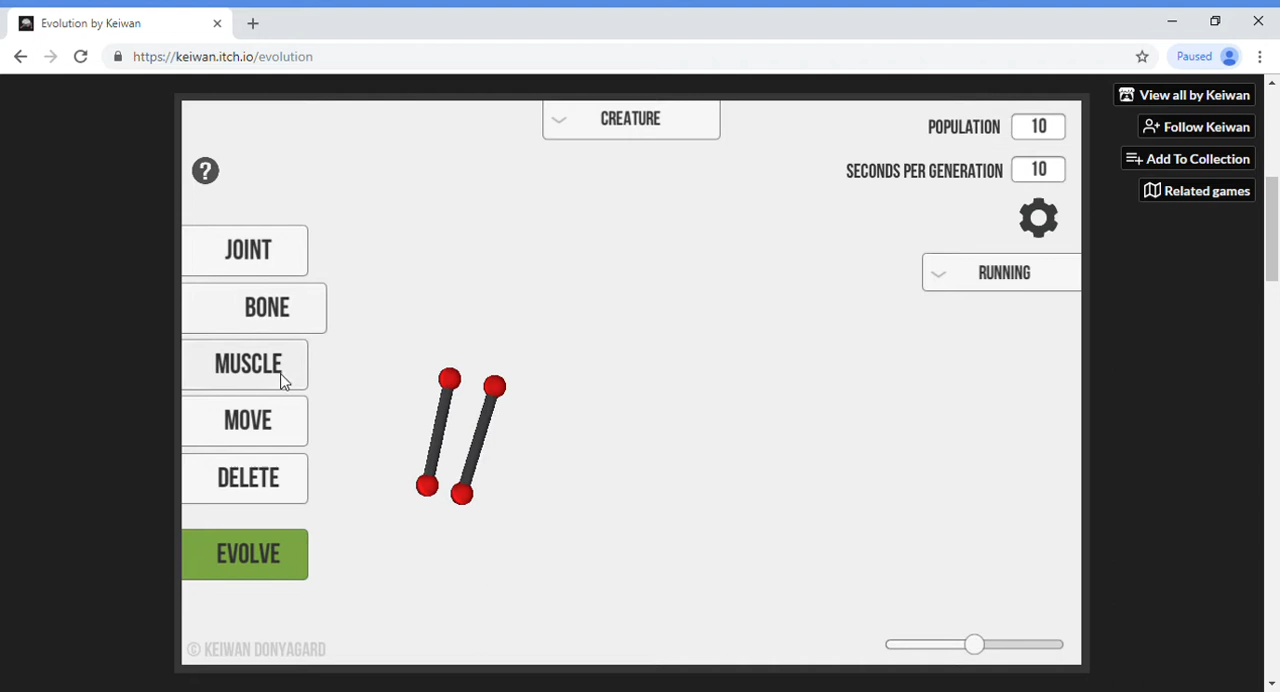 Evolution by Keiwan
https://keiwan.itch.io/evolution
Paused
View all by Keiwan
Follow Keiwan
Add To Collection
Related games
CREATURE
POPULATION 10
SECONDS PER GENERATION 10
?
RUNNING
JOINT
BONE
MUSCLE
MOVE
DELETE
EVOLVE
© KEIWAN DONYAGARD